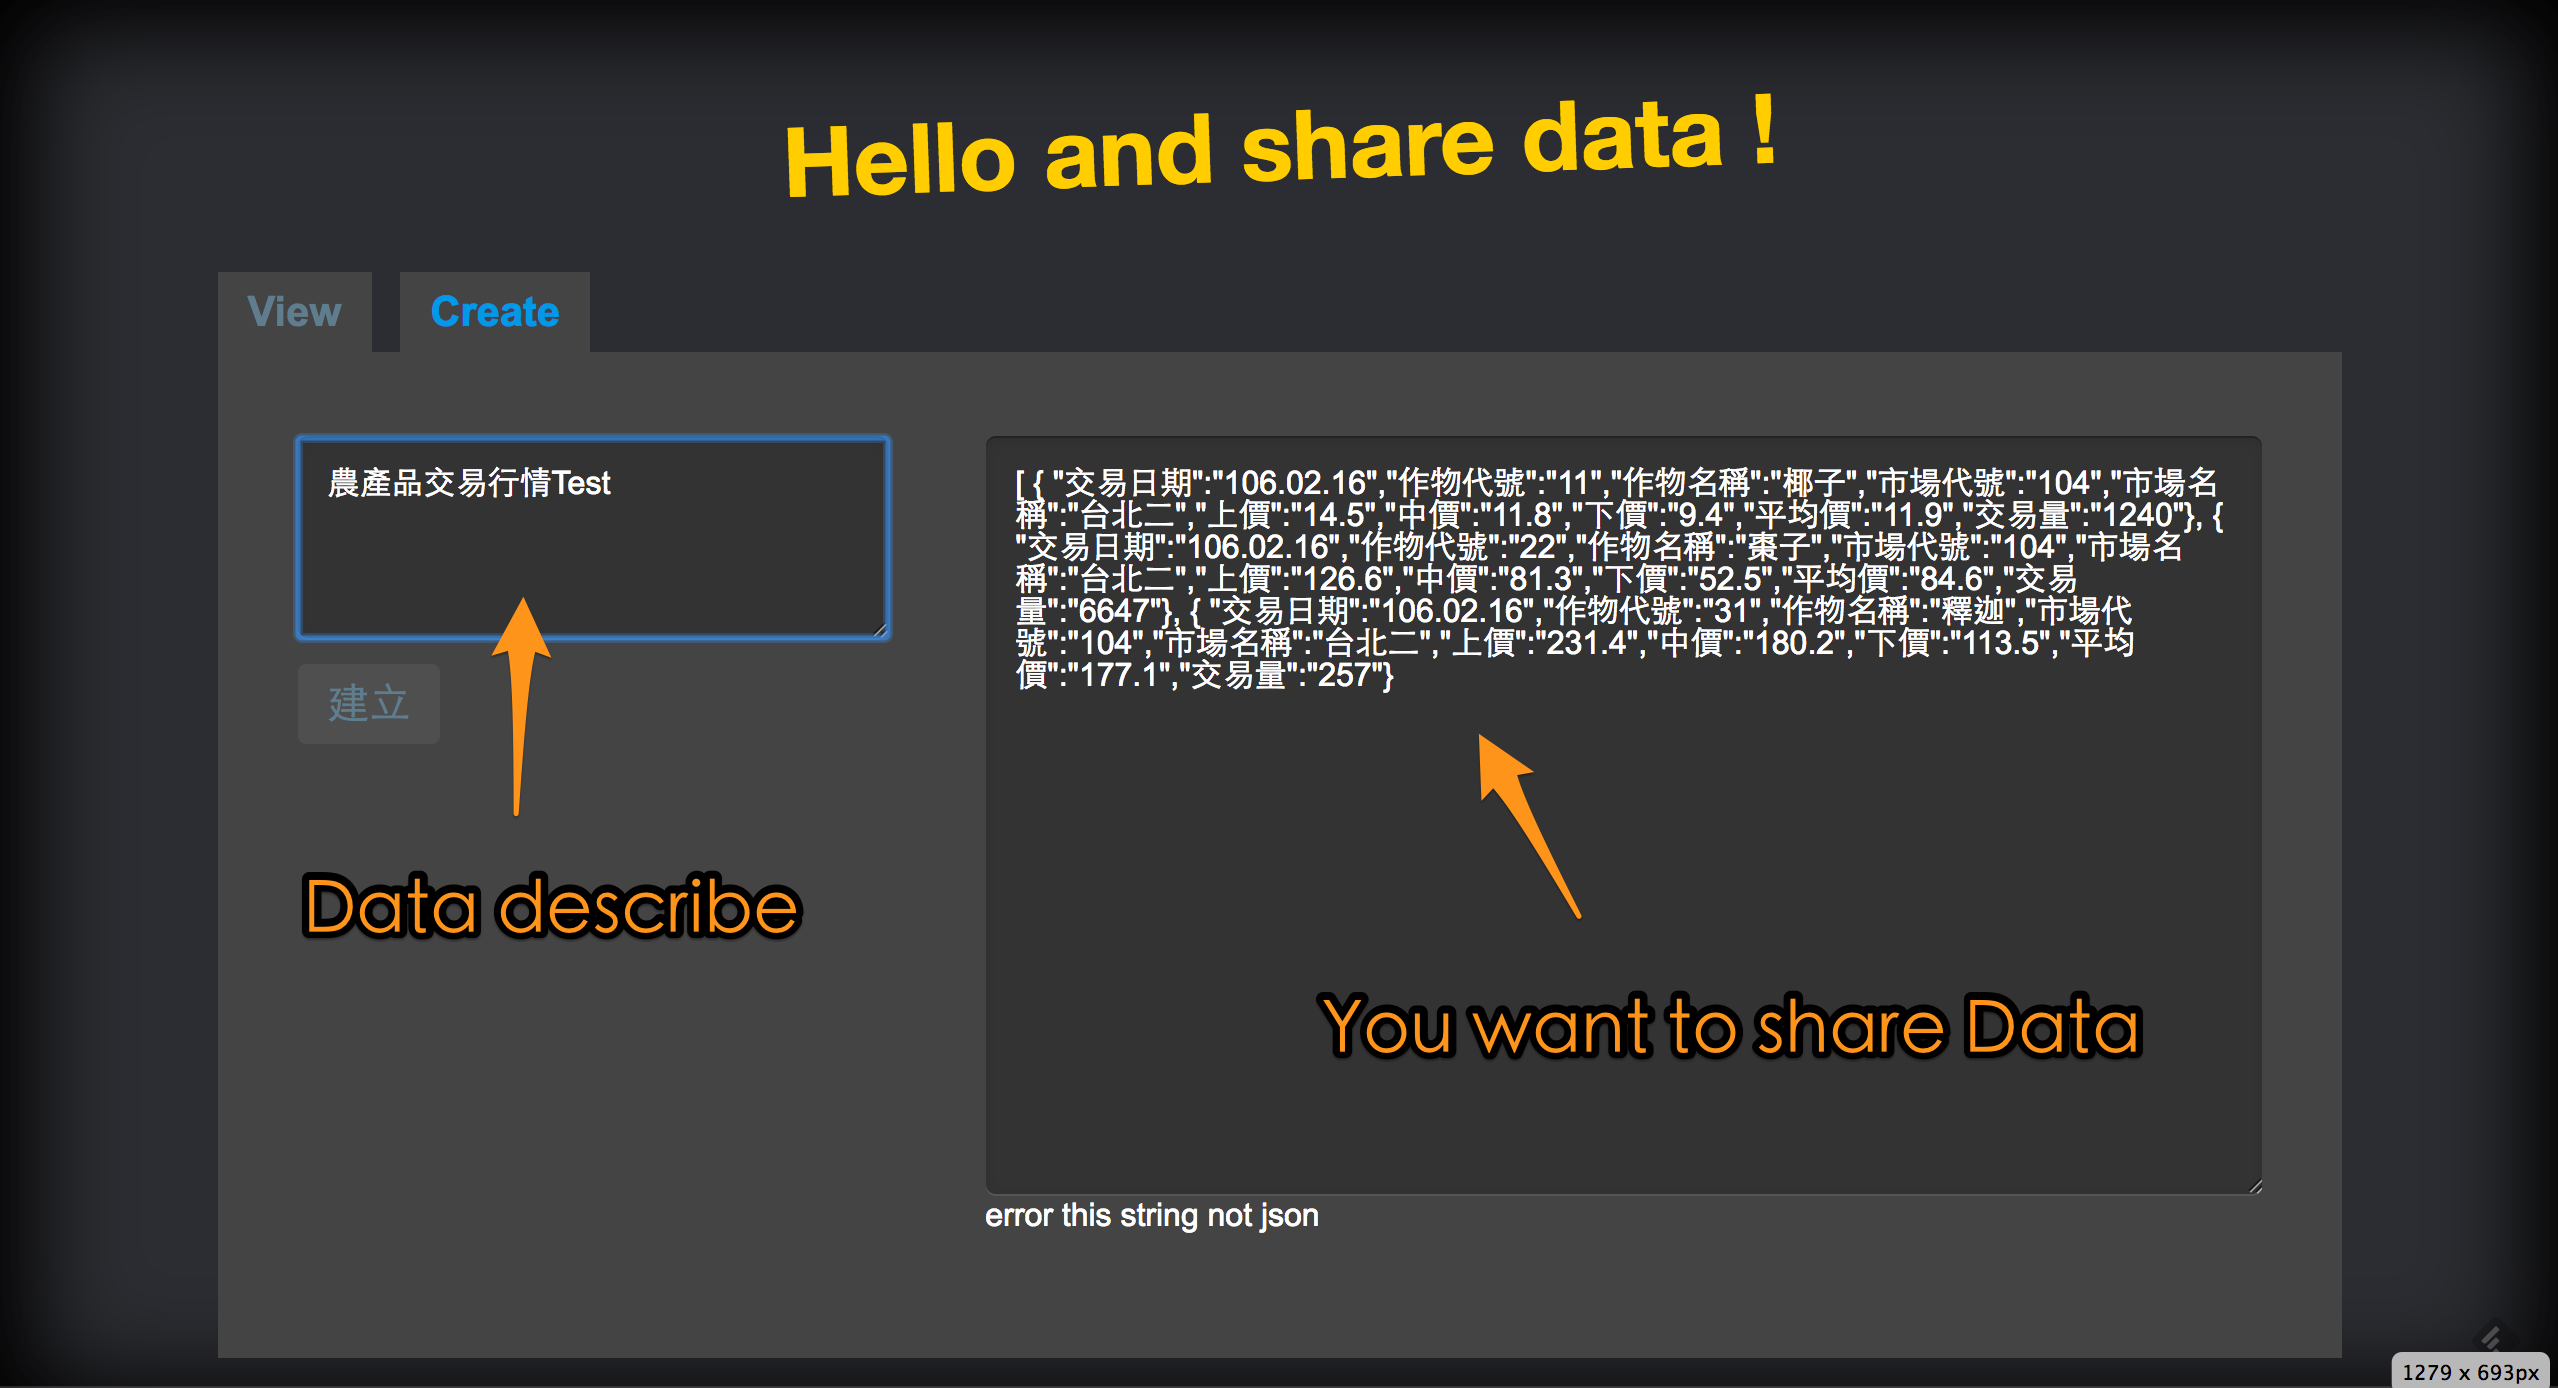 Hello and share data !
View
Create
農產品交易行情Test
建立
Data describe
[ { "交易日期":"106.02.16","作物代號":"11","作物名稱":"椰子","市場代號":"104","市場名
稱":"台北二","上價":"14.5","中價":"11.8","下價":"9.4","平均價":"11.9","交易量":"1240"}, {
"交易日期":"106.02.16","作物代號":"22","作物名稱":"棗子","市場代號":"104","市場名
稱":"台北二","上價":"126.6","中價":"81.3","下價":"52.5","平均價":"84.6","交易
量":"6647"}, { "交易日期":"106.02.16","作物代號":"31","作物名稱":"釋迦","市場代
號":"104","市場名稱":"台北二","上價":"231.4","中價":"180.2","下價":"113.5","平均
價":"177.1","交易量":"257"}
You want to share Data
error this string not json
1279 x 693px